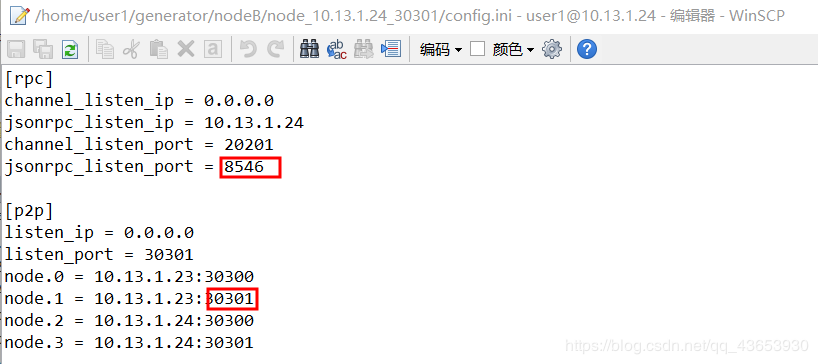 /home/user1/generator/nodeB/node_10.13.1.24_30301/config.ini - user1@10.13.1.24 - 编辑器 - WinSCP
编码 颜色
[rpc]
channel_listen_ip = 0.0.0.0
jsonrpc_listen_ip = 10.13.1.24
channel_listen_port = 20201
jsonrpc_listen_port = 8546
[p2p]
listen_ip = 0.0.0.0
listen_port = 30301
node.0 = 10.13.1.23:30300
node.1 = 10.13.1.23:30301
node.2 = 10.13.1.24:30300
node.3 = 10.13.1.24:30301
https://blog.csdn.net/qq_43653930